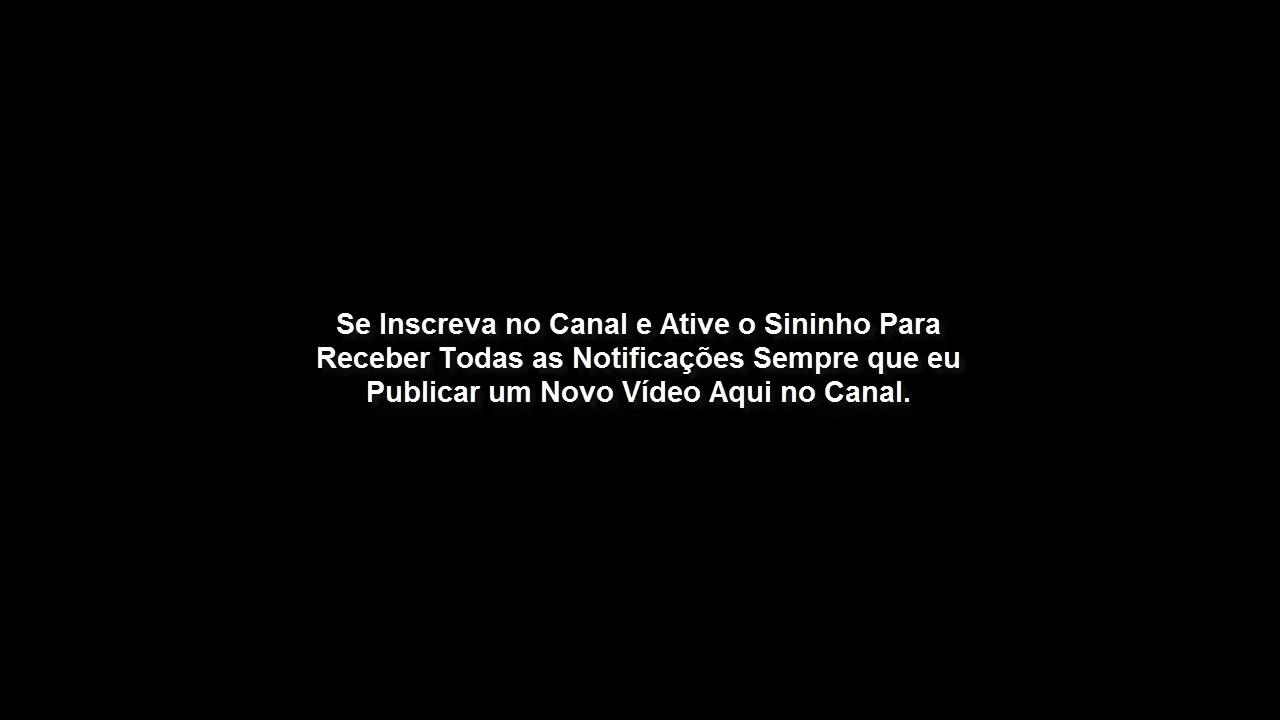 Se Inscreva no Canal e Ative o Sininho Para
Receber Todas as Notificações Sempre que eu
Publicar um Novo Vídeo Aqui no Canal.